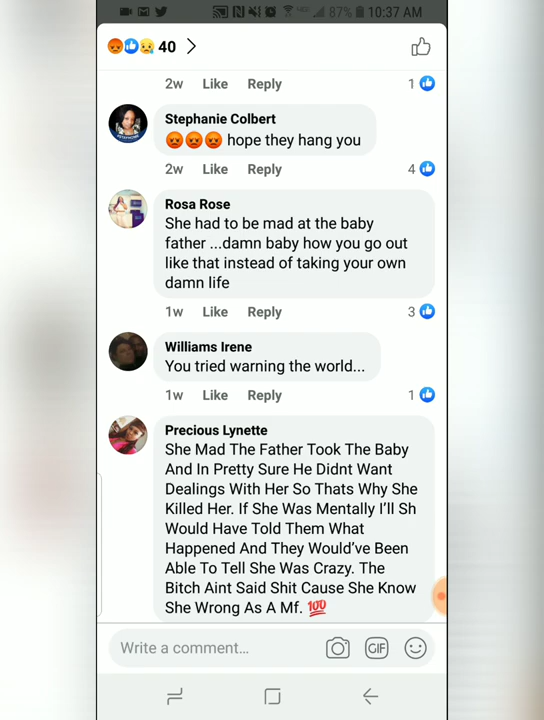 87% 10:37 AM
40
2w Like Reply 1
Stephanie Colbert
😡😡😡 hope they hang you
2w Like Reply 4
Rosa Rose
She had to be mad at the baby
father ...damn baby how you go out
like that instead of taking your own
damn life
1w Like Reply 3
Williams Irene
You tried warning the world...
1w Like Reply 1
Precious Lynette
She Mad The Father Took The Baby
And In Pretty Sure He Didnt Want
Dealings With Her So Thats Why She
Killed Her. If She Was Mentally I’ll Sh
Would Have Told Them What
Happened And They Would’ve Been
Able To Tell She Was Crazy. The
Bitch Aint Said Shit Cause She Know
She Wrong As A Mf. 💯
Write a comment...
GIF